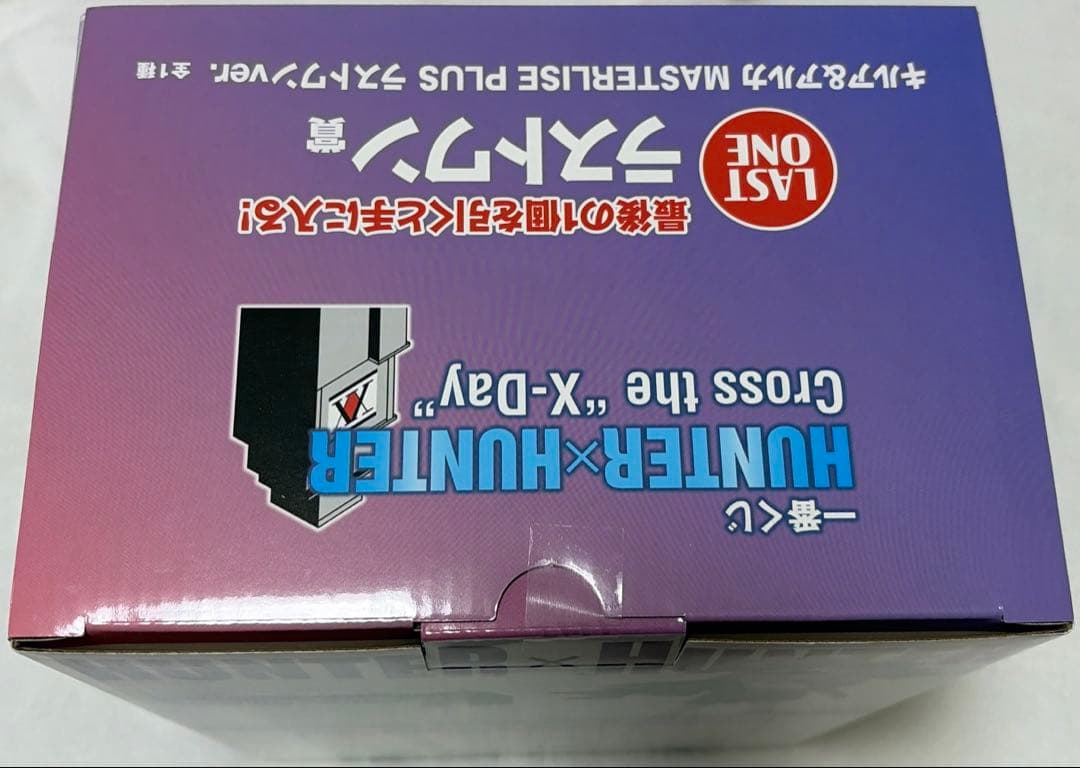 一番くじ
HUNTER×HUNTER
Cross the “X-Day”
最後の1個を引くと手に入る!
LAST ONE
ラストワン賞
キルア&アルカ MASTERLISE PLUS ラストワンver. 全1種
HUNTER×HU